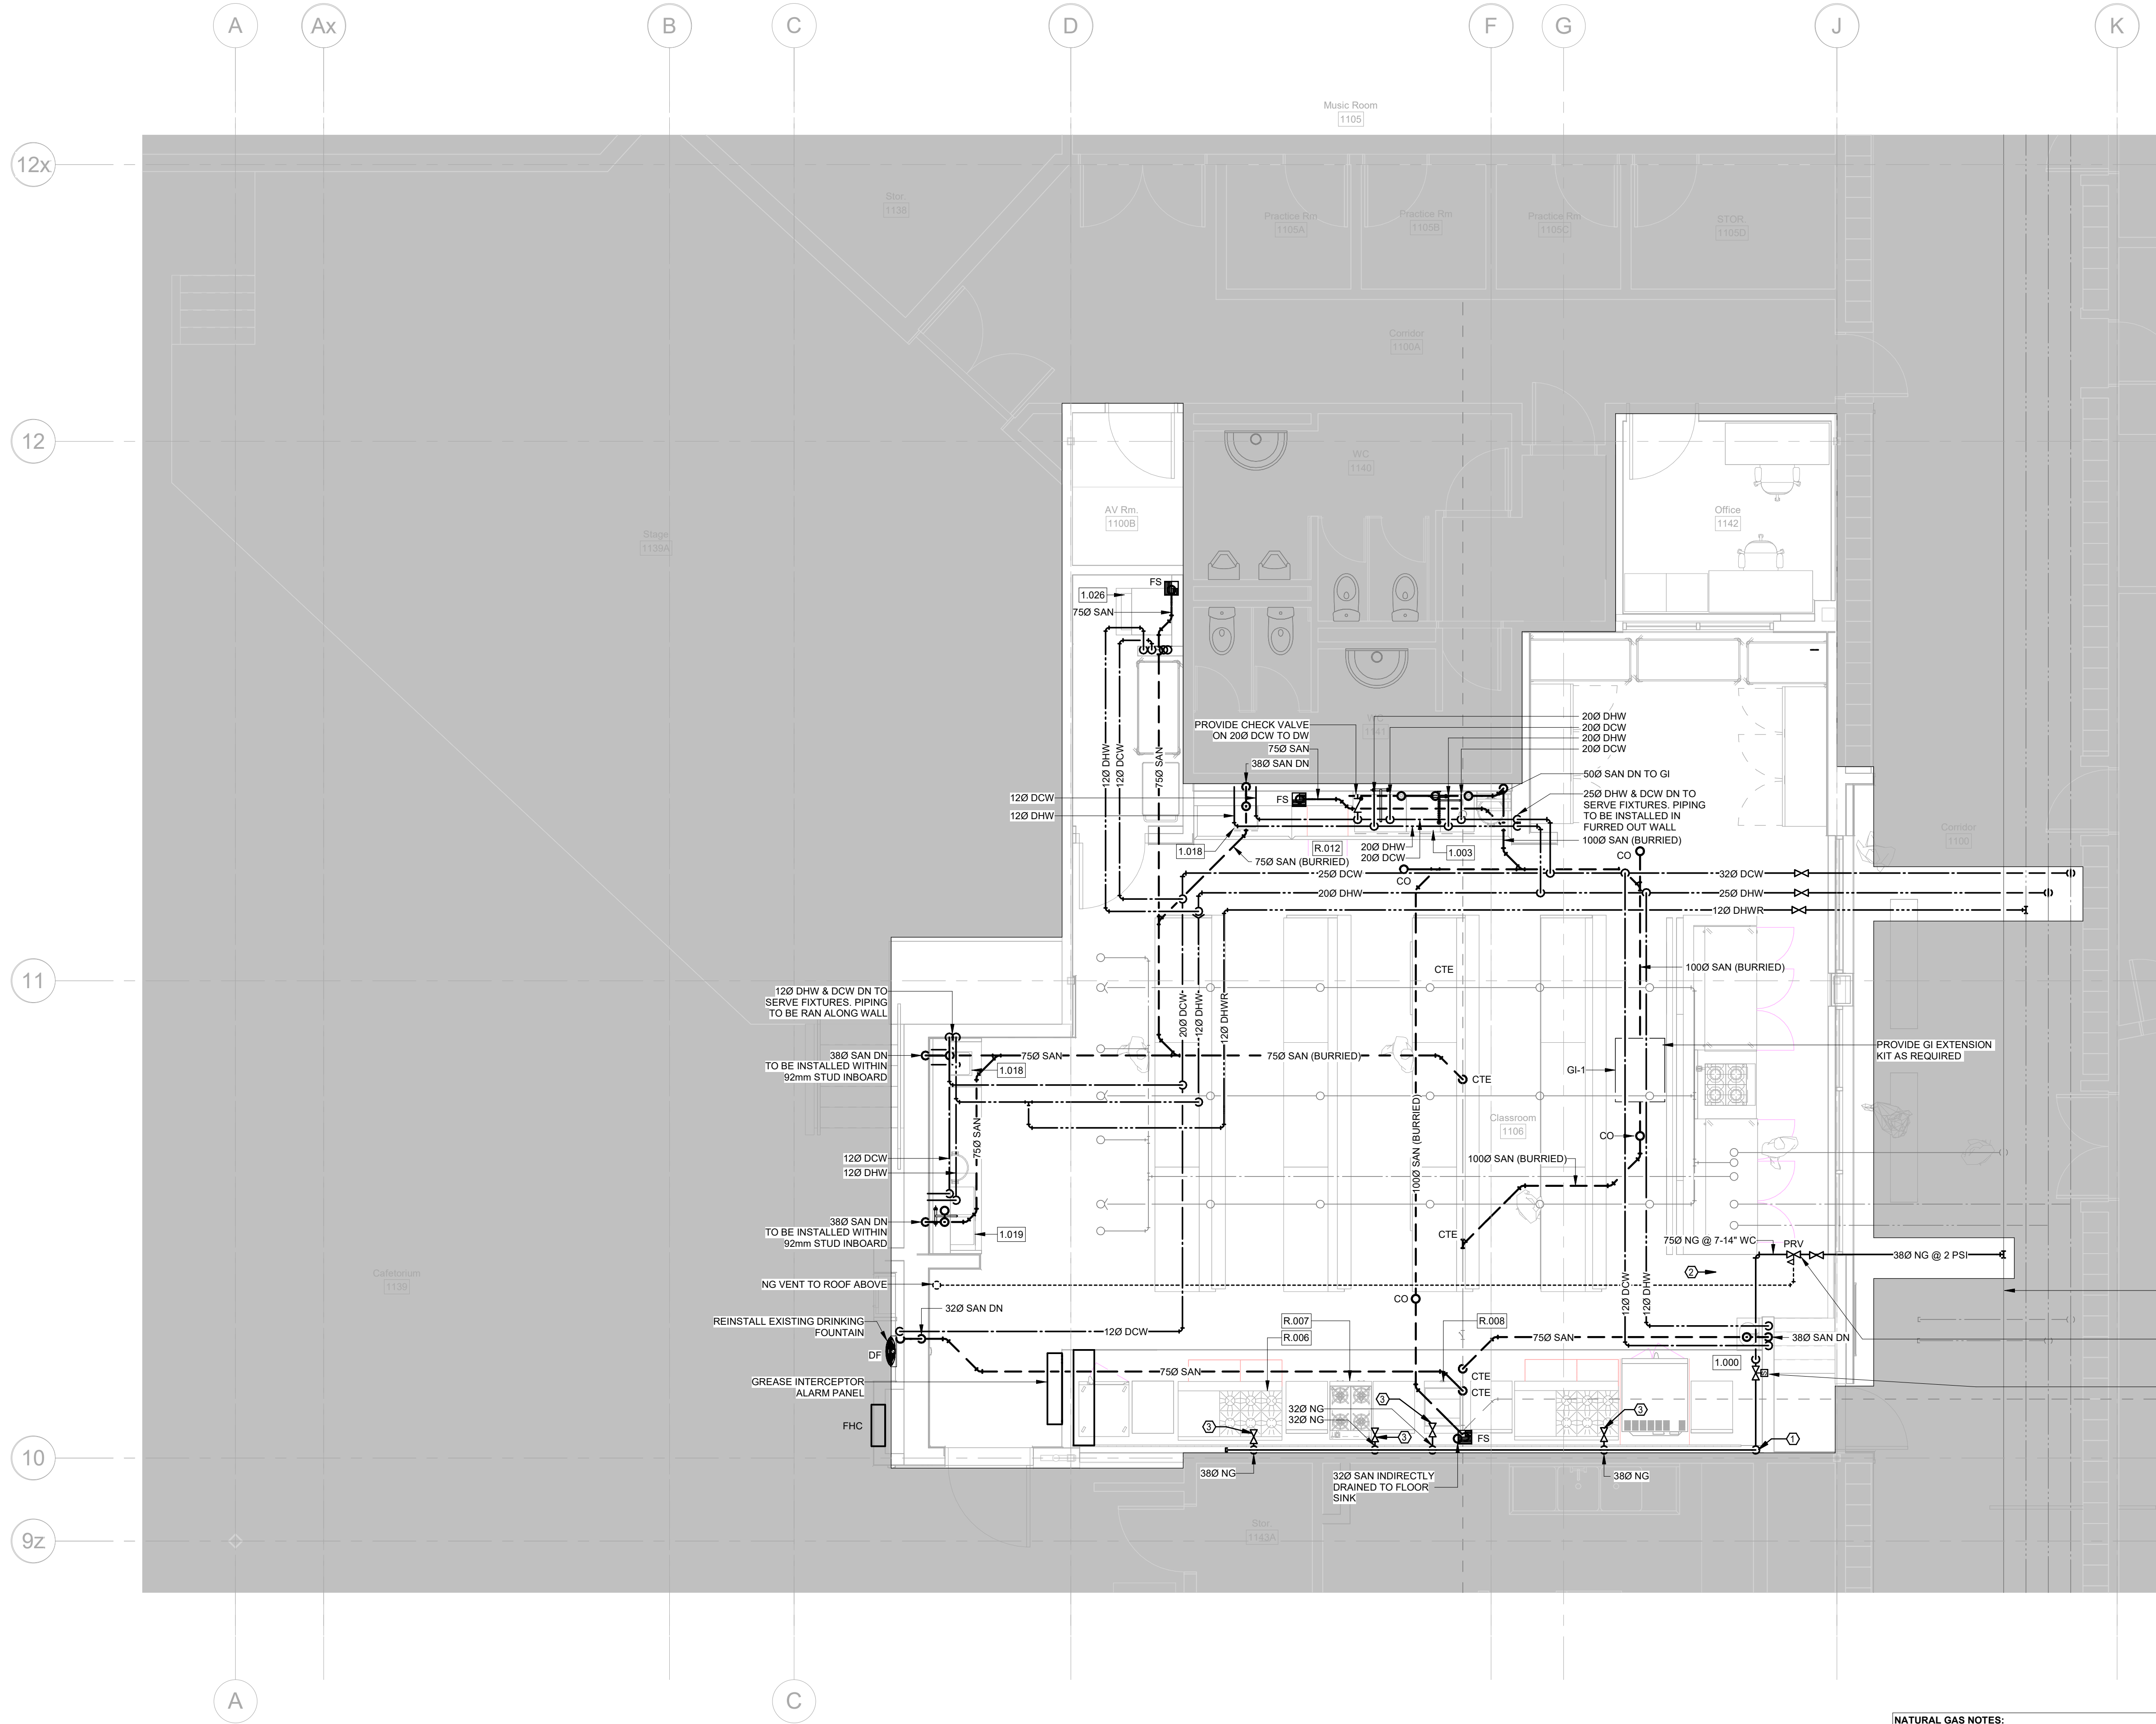 A
Ax
B
C
D
F
G
J
K
Music Room
1105
12x
Stor.
1138
Practice Rm
1105A
Practice Rm
1105B
Practice Rm
1105C
STOR
1105D
Corridor
1100A
12
WC
1140
AV Rm.
1100B
Office
1142
Stage
1139A
FS
1.026
75Ø SAN
12Ø DHW
12Ø DCW
75Ø SAN
PROVIDE CHECK VALVE
ON 20Ø DCW TO DW
75Ø SAN
38Ø SAN DN
1141
20Ø DHW
20Ø DCW
20Ø DHW
20Ø DCW
50Ø SAN DN TO GI
25Ø DHW & DCW DN TO
SERVE FIXTURES. PIPING
TO BE INSTALLED IN
FURRED OUT WALL
100Ø SAN (BURRIED)
12Ø DCW
12Ø DHW
FS
1.018
R.012
20Ø DHW
20Ø DCW
1.003
75Ø SAN (BURRIED)
CO
CO
Corridor
1100
25Ø DCW
32Ø DCW
20Ø DHW
25Ø DHW
12Ø DHWR
11
CTE
100Ø SAN (BURRIED)
12Ø DHW & DCW DN TO
SERVE FIXTURES. PIPING
TO BE RAN ALONG WALL
20Ø DCW
12Ø DHW
12Ø DHWR
38Ø SAN DN
TO BE INSTALLED WITHIN
92mm STUD INBOARD
75Ø SAN
75Ø SAN (BURRIED)
1.018
CTE
GI-1
PROVIDE GI EXTENSION
KIT AS REQUIRED
Classroom
1106
CO
75Ø SAN
100Ø SAN (BURRIED)
100Ø SAN (BURRIED)
12Ø DCW
12Ø DHW
38Ø SAN DN
TO BE INSTALLED WITHIN
92mm STUD INBOARD
1.019
CTE
75Ø NG @ 7-14" WC
PRV
38Ø NG @ 2 PSI
2
Cafetorium
1139
NG VENT TO ROOF ABOVE
CO
12Ø DCW
12Ø DHW
32Ø SAN DN
REINSTALL EXISTING DRINKING
FOUNTAIN
DF
12Ø DCW
R.007
R.006
R.008
75Ø SAN
38Ø SAN DN
75Ø SAN
1.000
CTE
CTE
GREASE INTERCEPTOR
ALARM PANEL
FHC
3
32Ø NG
32Ø NG
3
3
3
FS
1
10
38Ø NG
32Ø SAN INDIRECTLY
DRAINED TO FLOOR
SINK
38Ø NG
Stor.
1143A
9z
A
C
NATURAL GAS NOTES: